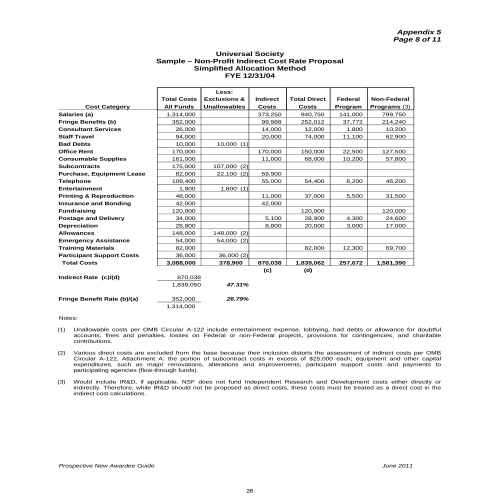 Appendix 5
Page 8 of 11
Universal Society
Sample – Non-Profit Indirect Cost Rate Proposal
Simplified Allocation Method
FYE 12/31/04
Less:
Total Costs Exclusions & Indirect Total Direct Federal Non-Federal
Cost Category All Funds Unallowables Costs Costs Program Programs (3)
Salaries (a) 1,314,000 373,250 940,750 141,000 799,750
Fringe Benefits (b) 352,000 99,988 252,012 37,772 214,240
Consultant Services 26,000 14,000 12,000 1,800 10,200
Staff Travel 94,000 20,000 74,000 11,100 62,900
Bad Debts 10,000 10,000 (1)
Office Rent 170,000 170,000 150,000 22,500 127,500
Consumable Supplies 161,000 11,000 68,000 10,200 57,800
Subcontracts 175,000 107,000 (2)
Purchase, Equipment Lease 82,000 22,100 (2) 59,900
Telephone 109,400 55,000 54,400 8,200 46,200
Entertainment 1,800 1,800 (1)
Printing & Reproduction 48,000 11,000 37,000 5,500 31,500
Insurance and Bonding 42,000 42,000
Fundraising 120,000 120,000 120,000
Postage and Delivery 34,000 5,100 28,900 4,300 24,600
Depreciation 28,800 8,800 20,000 3,000 17,000
Allowances 148,000 148,000 (2)
Emergency Assistance 54,000 54,000 (2)
Training Materials 82,000 82,000 12,300 69,700
Participant Support Costs 36,000 36,000 (2)
Total Costs 3,088,000 378,900 870,038 1,839,062 257,672 1,581,390
(c) (d)
Indirect Rate (c)/(d) 870,038
1,839,050 47.31%
Fringe Benefit Rate (b)/(a) 352,000 26.79%
1,314,000
Notes:
(1) Unallowable costs per OMB Circular A-122 include entertainment expense, lobbying, bad debts or allowance for doubtful
accounts, fines and penalties, losses on Federal or non-Federal projects, provisions for contingencies, and charitable
contributions.
(2) Various direct costs are excluded from the base because their inclusion distorts the assessment of indirect costs per OMB
Circular A-122, Attachment A: the portion of subcontract costs in excess of $25,000 each; equipment and other capital
expenditures, such as major renovations, alterations and improvements; participant support costs and payments to
participating agencies (flow-through funds).
(3) Would include IR&D, if applicable. NSF does not fund Independent Research and Development costs either directly or
indirectly. Therefore, while IR&D should not be proposed as direct costs, these costs must be treated as a direct cost in the
indirect cost calculations.
Prospective New Awardee Guide June 2011
26